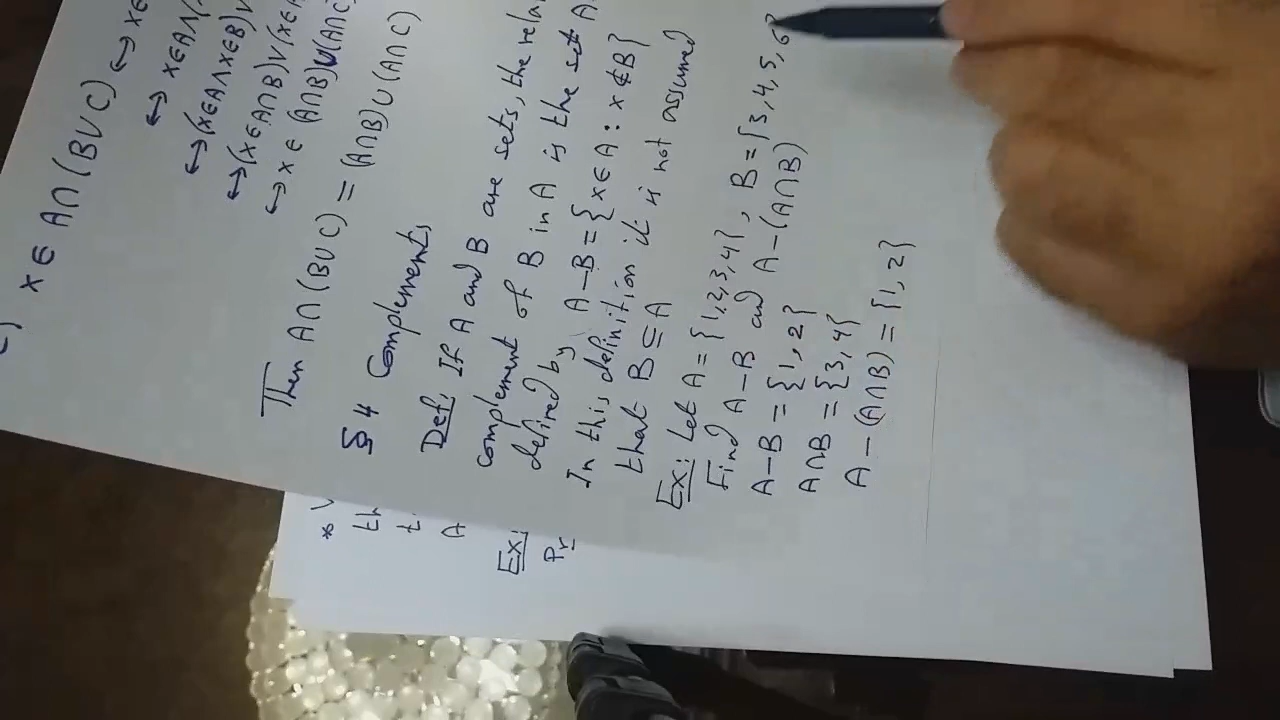 x ∈ A∩(B∪C) ↔ x∈
↔ x∈A∧(
↔ (x∈A∧x∈B)∨
↔ (x∈A∩B)∨(x∈A
↔ x ∈ (A∩B)∪(A∩C)
Then A∩(B∪C) = (A∩B)∪(A∩C)
§ 4 Complements
Def: If A and B are sets, the rela
complement of B in A is the set A-
defined by A-B={x∈A: x∉B}
In this definition it is not assumed
that B⊆A
Ex: Let A={1,2,3,4}, B={3,4,5,6}
Find A-B and A-(A∩B)
A-B={1,2}
A∩B={3,4}
A-(A∩B)={1,2}
A
Ex:
Pr